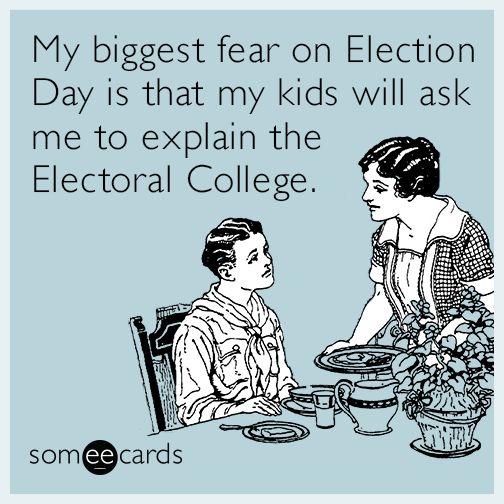 My biggest fear on Election
Day is that my kids will ask
me to explain the
Electoral College.
someecards